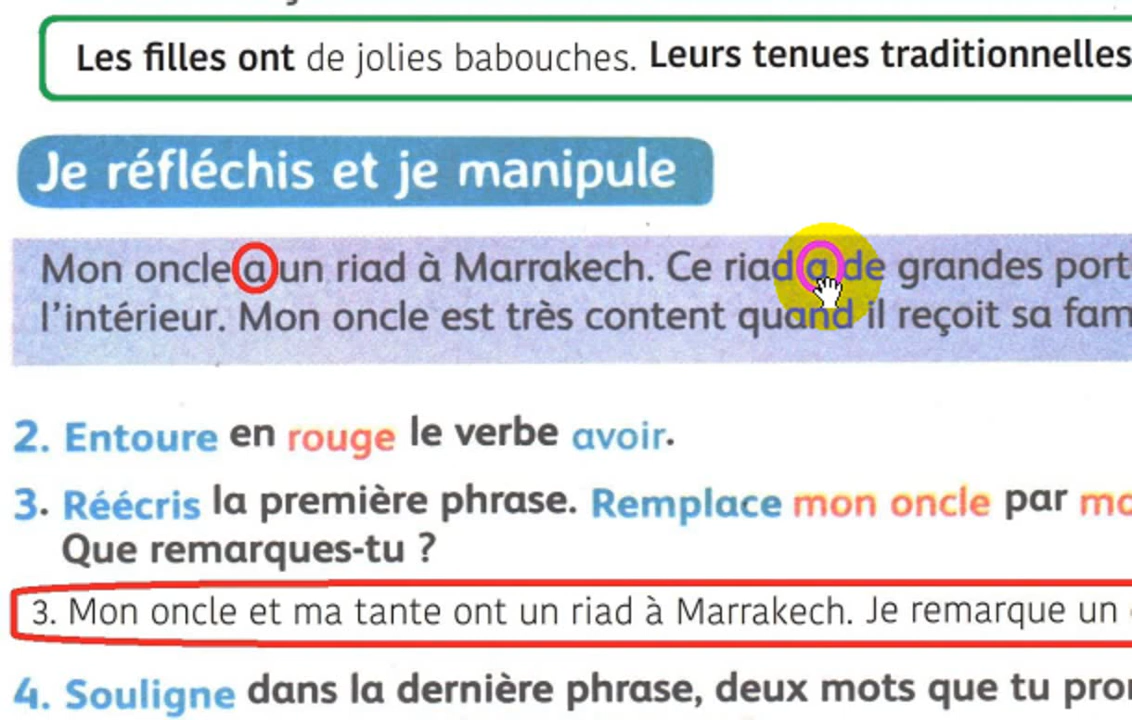 Les filles ont de jolies babouches. Leurs tenues traditionnelles
Je réfléchis et je manipule
Mon oncle a un riad à Marrakech. Ce riad a de grandes port
l'intérieur. Mon oncle est très content quand il reçoit sa fam
2. Entoure en rouge le verbe avoir.
3. Réécris la première phrase. Remplace mon oncle par
Que remarques-tu ?
3. Mon oncle et ma tante ont un riad à Marrakech. Je remarque un
4. Souligne dans la dernière phrase, deux mots que tu pro